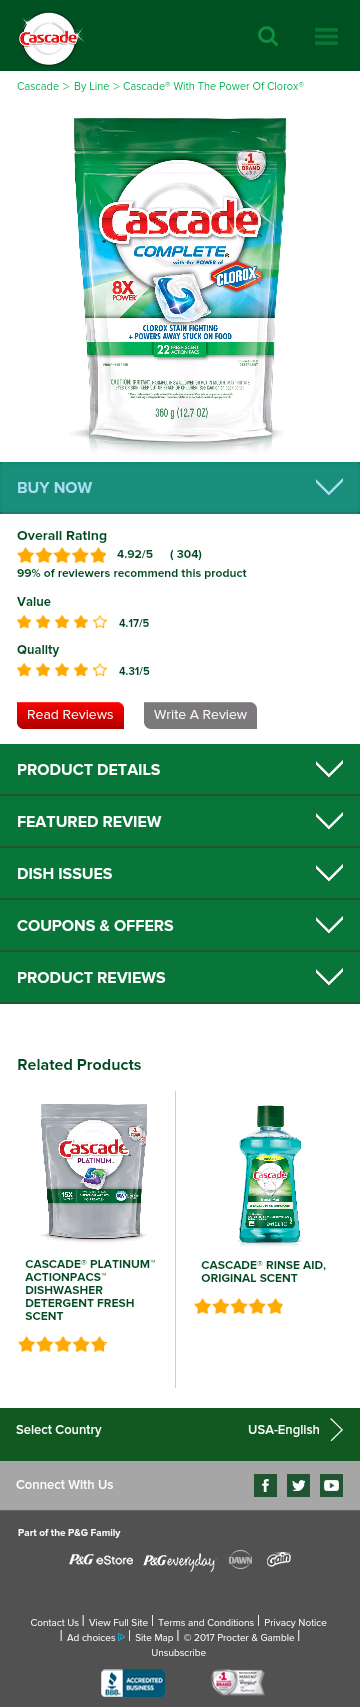 Cascade
Cascade > By Line > Cascade® With The Power Of Clorox®
#1
BRAND
Cascade
COMPLETE®
with the POWER of
CLOROX
8X
POWER*
CLOROX STAIN FIGHTING
+ POWERS AWAY STUCK ON FOOD
22 FRESH SCENT
ACTION PACS
360 g (12.7 OZ)
BUY NOW
Overall Rating
4.92/5 ( 304)
99% of reviewers recommend this product
Value
4.17/5
Quality
4.31/5
Read Reviews
Write A Review
PRODUCT DETAILS
FEATURED REVIEW
DISH ISSUES
COUPONS & OFFERS
PRODUCT REVIEWS
Related Products
Cascade
PLATINUM
15X
Cascade
CASCADE® PLATINUM™
ACTIONPACS™
DISHWASHER
DETERGENT FRESH
SCENT
CASCADE® RINSE AID,
ORIGINAL SCENT
Select Country
USA-English
Connect With Us
Part of the P&G Family
P&G eStore
P&G everyday
DAWN
Gain
Contact Us | View Full Site | Terms and Conditions | Privacy Notice
| Ad choices | Site Map | © 2017 Procter & Gamble |
Unsubscribe
BBB
ACCREDITED
BUSINESS
#1
BRAND